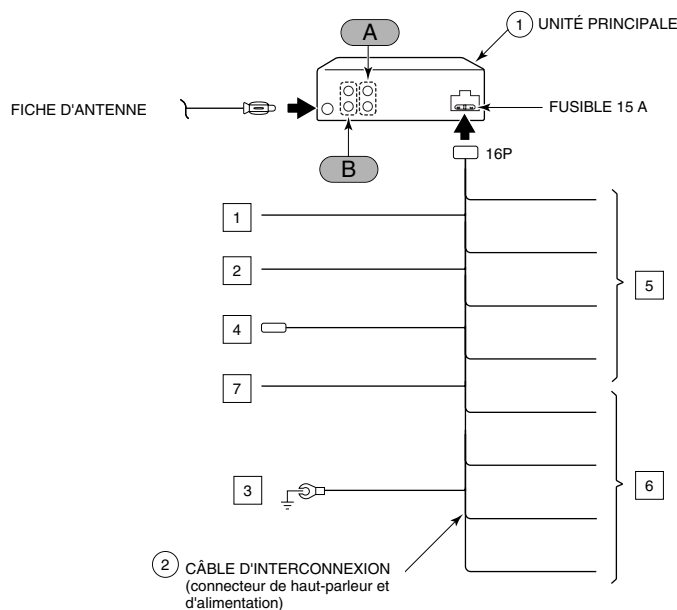 A
1 UNITÉ PRINCIPALE
FICHE D'ANTENNE
FUSIBLE 15 A
B
16P
1
2
5
4
7
3
6
2 CÂBLE D'INTERCONNEXION
(connecteur de haut-parleur et
d'alimentation)